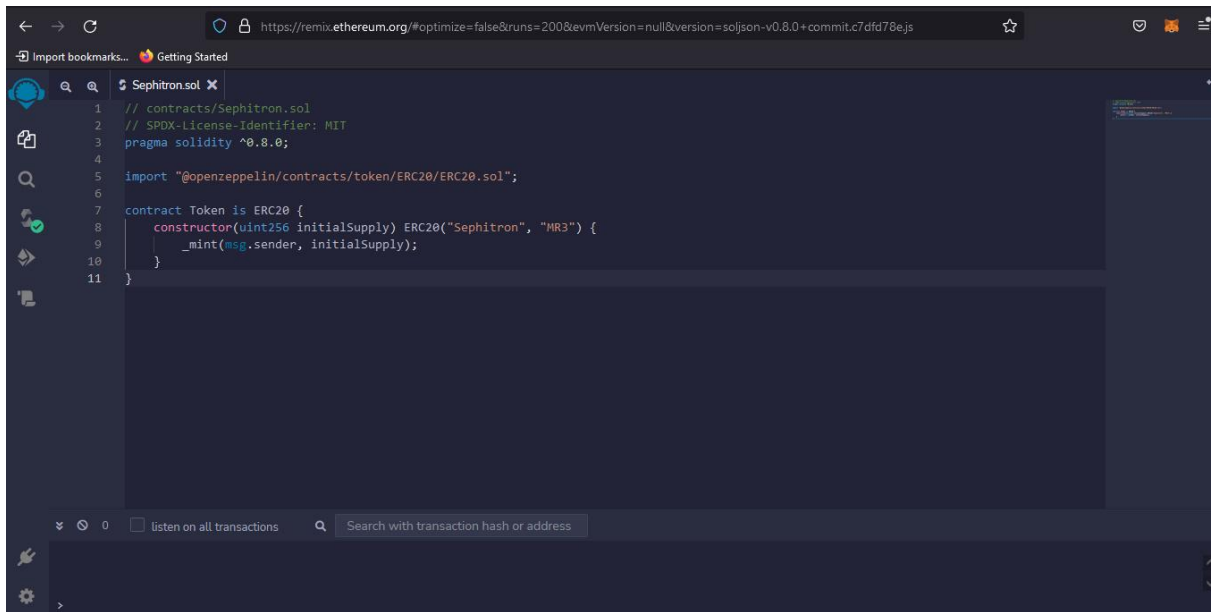 https://remix.ethereum.org/#optimize=false&runs=200&evmVersion=null&version=soljson-v0.8.0+commit.c7dfd78e.js
Import bookmarks... Getting Started
Sephitron.sol
1 // contracts/Sephitron.sol
2 // SPDX-License-Identifier: MIT
3 pragma solidity ^0.8.0;
4
5 import "@openzeppelin/contracts/token/ERC20/ERC20.sol";
6
7 contract Token is ERC20 {
8 constructor(uint256 initialSupply) ERC20("Sephitron", "MR3") {
9 _mint(msg.sender, initialSupply);
10 }
11 }
0 listen on all transactions Search with transaction hash or address
>